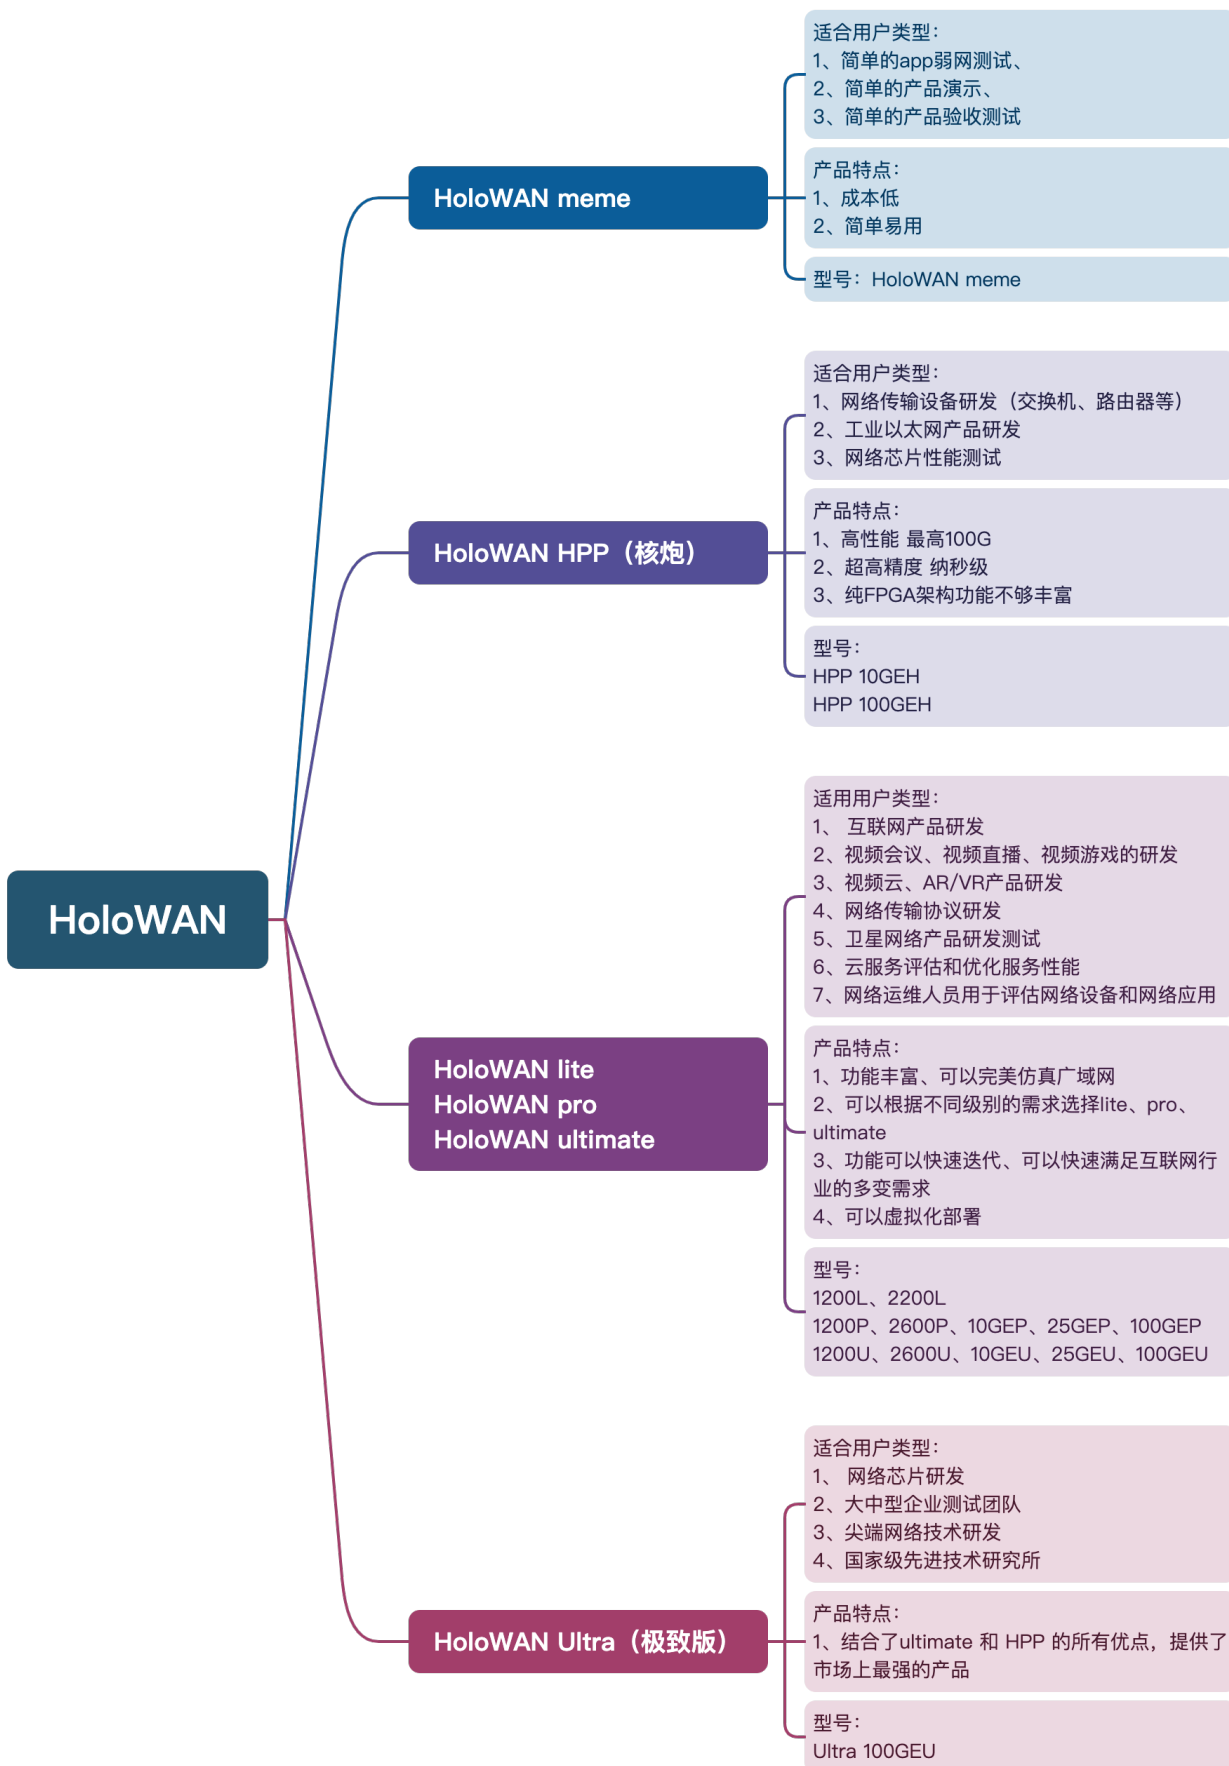 HoloWAN
HoloWAN meme
适合用户类型：
1、简单的app弱网测试、
2、简单的产品演示、
3、简单的产品验收测试
产品特点：
1、成本低
2、简单易用
型号：HoloWAN meme
HoloWAN HPP（核炮）
适合用户类型：
1、网络传输设备研发（交换机、路由器等）
2、工业以太网产品研发
3、网络芯片性能测试
产品特点：
1、高性能 最高100G
2、超高精度 纳秒级
3、纯FPGA架构功能不够丰富
型号：
HPP 10GEH
HPP 100GEH
HoloWAN lite
HoloWAN pro
HoloWAN ultimate
适用用户类型：
1、 互联网产品研发
2、视频会议、视频直播、视频游戏的研发
3、视频云、AR/VR产品研发
4、网络传输协议研发
5、卫星网络产品研发测试
6、云服务评估和优化服务性能
7、网络运维人员用于评估网络设备和网络应用
产品特点：
1、功能丰富、可以完美仿真广域网
2、可以根据不同级别的需求选择lite、pro、
ultimate
3、功能可以快速迭代、可以快速满足互联网行
业的多变需求
4、可以虚拟化部署
型号：
1200L、2200L
1200P、2600P、10GEP、25GEP、100GEP
1200U、2600U、10GEU、25GEU、100GEU
HoloWAN Ultra（极致版）
适合用户类型：
1、 网络芯片研发
2、大中型企业测试团队
3、尖端网络技术研发
4、国家级先进技术研究所
产品特点：
1、结合了ultimate 和 HPP 的所有优点，提供了
市场上最强的产品
型号：
Ultra 100GEU